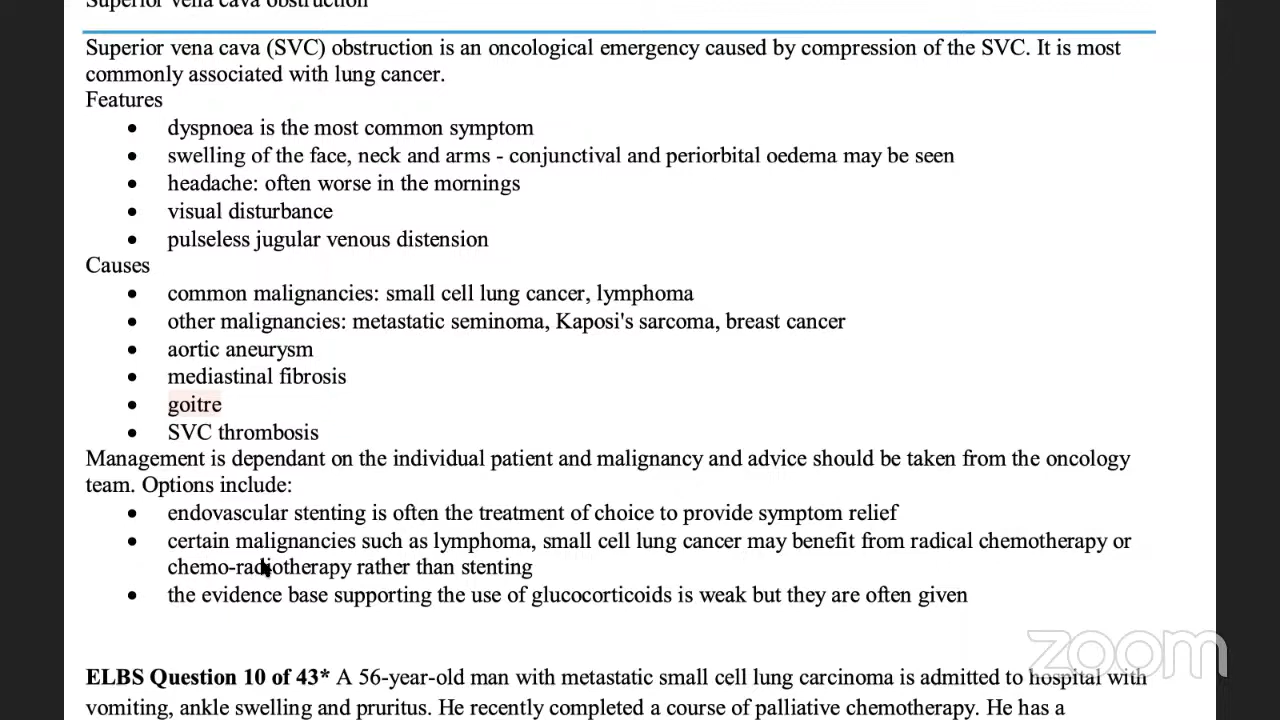 Superior vena cava obstruction
Superior vena cava (SVC) obstruction is an oncological emergency caused by compression of the SVC. It is most
commonly associated with lung cancer.
Features
• dyspnoea is the most common symptom
• swelling of the face, neck and arms - conjunctival and periorbital oedema may be seen
• headache: often worse in the mornings
• visual disturbance
• pulseless jugular venous distension
Causes
• common malignancies: small cell lung cancer, lymphoma
• other malignancies: metastatic seminoma, Kaposi's sarcoma, breast cancer
• aortic aneurysm
• mediastinal fibrosis
• goitre
• SVC thrombosis
Management is dependant on the individual patient and malignancy and advice should be taken from the oncology
team. Options include:
• endovascular stenting is often the treatment of choice to provide symptom relief
• certain malignancies such as lymphoma, small cell lung cancer may benefit from radical chemotherapy or
chemo-radiotherapy rather than stenting
• the evidence base supporting the use of glucocorticoids is weak but they are often given
zoom
ELBS Question 10 of 43* A 56-year-old man with metastatic small cell lung carcinoma is admitted to hospital with
vomiting, ankle swelling and pruritus. He recently completed a course of palliative chemotherapy. He has a